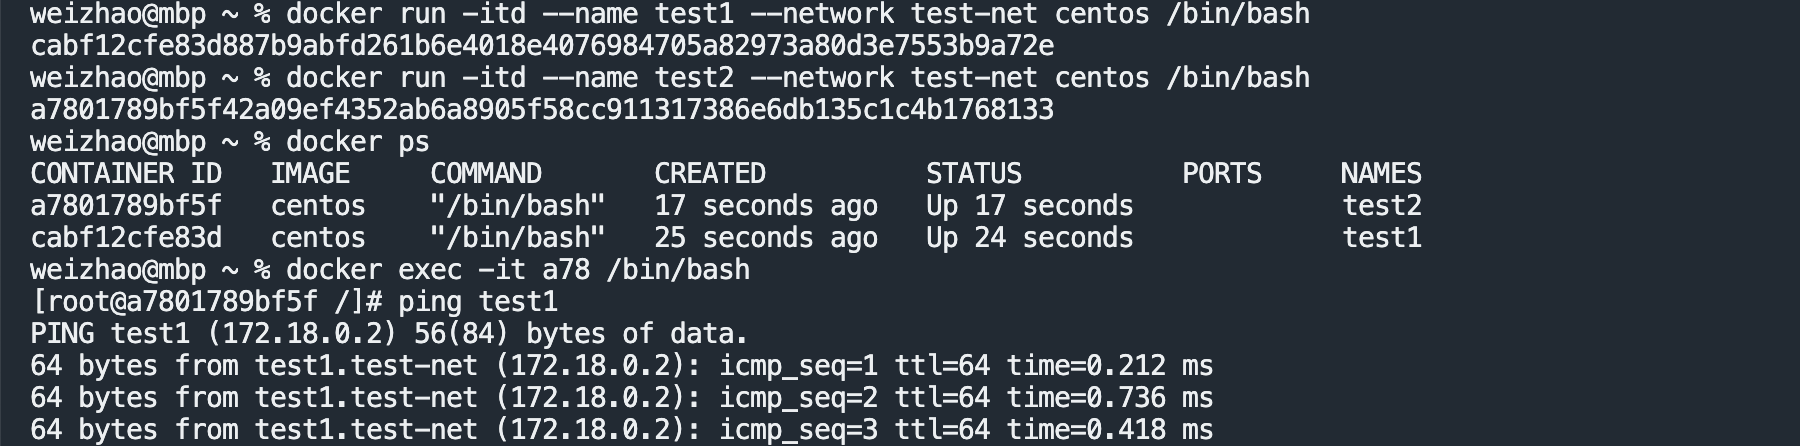 weizhao@mbp ~ % docker run -itd --name test1 --network test-net centos /bin/bash
cabf12cfe83d887b9abfd261b6e4018e4076984705a82973a80d3e7553b9a72e
weizhao@mbp ~ % docker run -itd --name test2 --network test-net centos /bin/bash
a7801789bf5f42a09ef4352ab6a8905f58cc911317386e6db135c1c4b1768133
weizhao@mbp ~ % docker ps
CONTAINER ID   IMAGE     COMMAND       CREATED          STATUS          PORTS     NAMES
a7801789bf5f   centos    "/bin/bash"   17 seconds ago   Up 17 seconds             test2
cabf12cfe83d   centos    "/bin/bash"   25 seconds ago   Up 24 seconds             test1
weizhao@mbp ~ % docker exec -it a78 /bin/bash
[root@a7801789bf5f /]# ping test1
PING test1 (172.18.0.2) 56(84) bytes of data.
64 bytes from test1.test-net (172.18.0.2): icmp_seq=1 ttl=64 time=0.212 ms
64 bytes from test1.test-net (172.18.0.2): icmp_seq=2 ttl=64 time=0.736 ms
64 bytes from test1.test-net (172.18.0.2): icmp_seq=3 ttl=64 time=0.418 ms